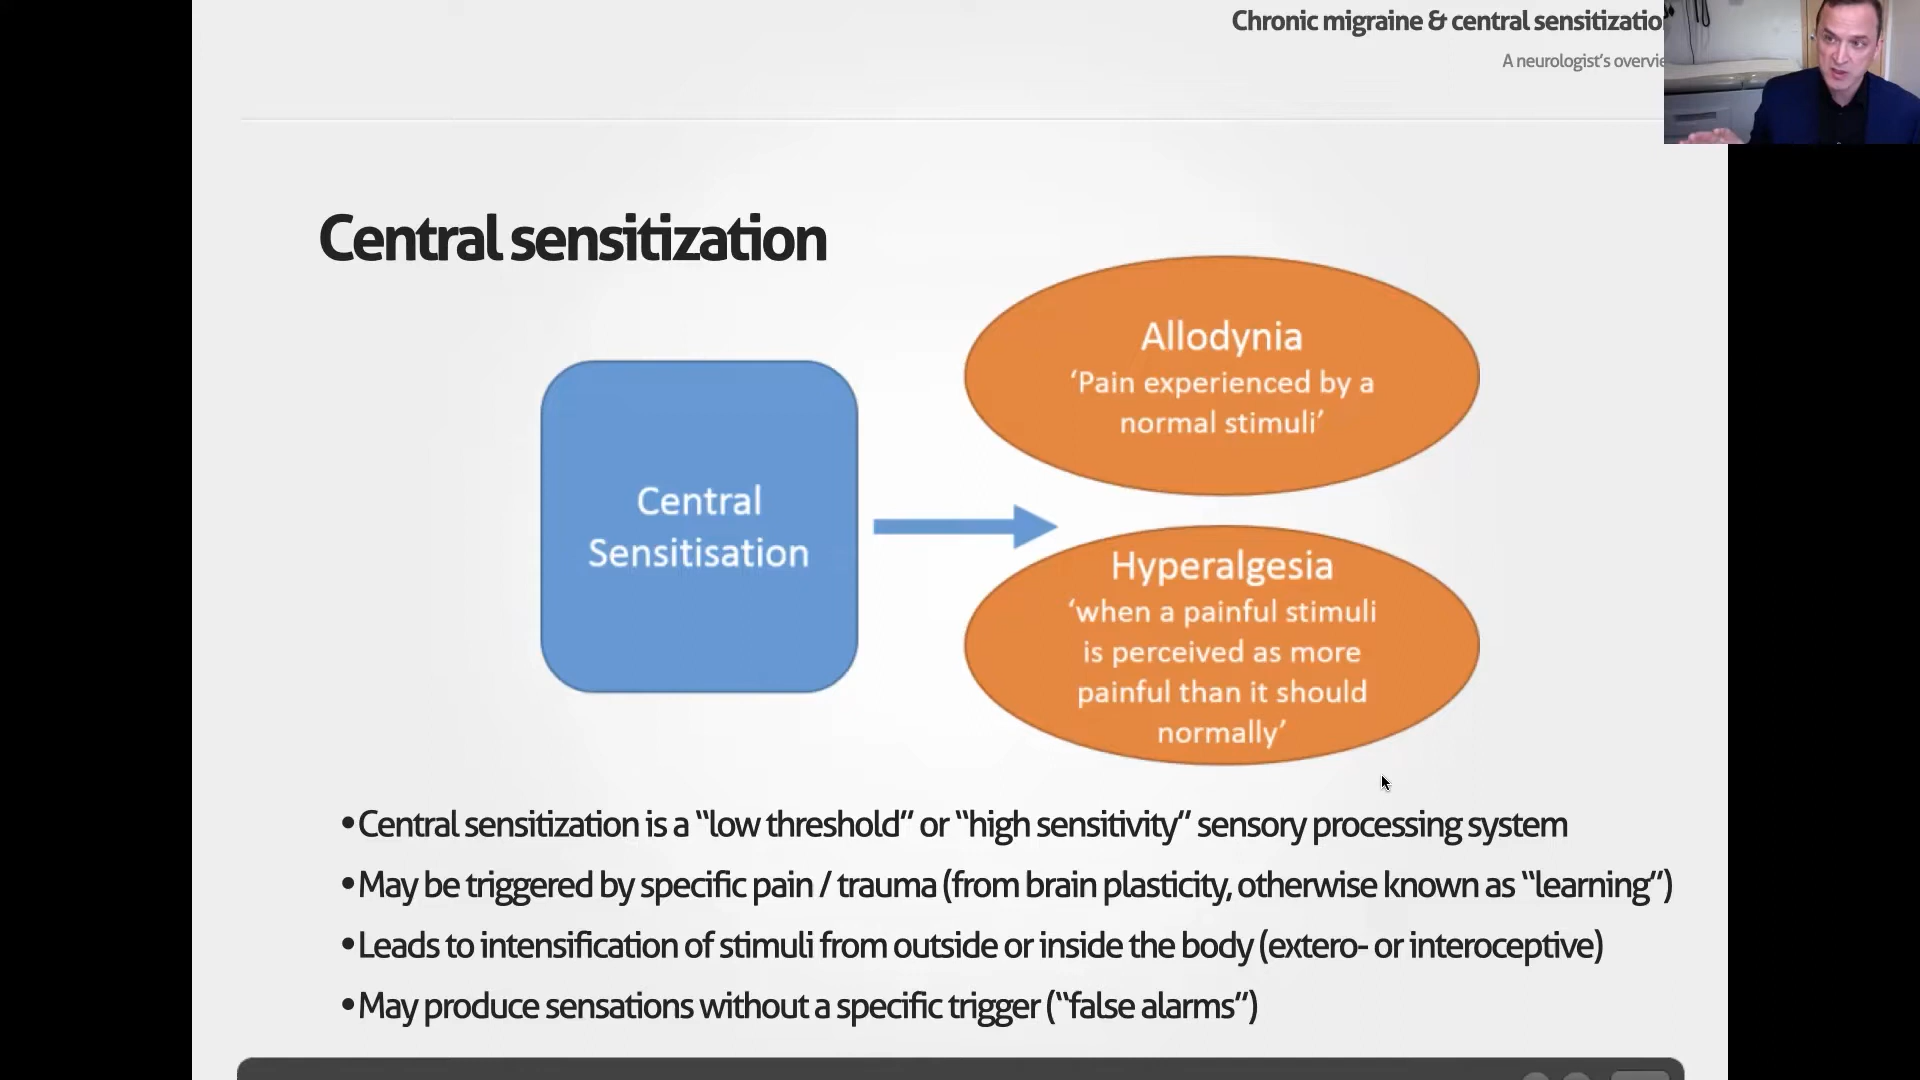 Chronic migraine & central sensitizatio
A neurologist's overvie
Central sensitization
Allodynia
‘Pain experienced by a
normal stimuli’
Central
Sensitisation
Hyperalgesia
‘when a painful stimuli
is perceived as more
painful than it should
normally’
•Central sensitization is a “low threshold” or “high sensitivity” sensory processing system
•May be triggered by specific pain / trauma (from brain plasticity, otherwise known as “learning”)
•Leads to intensification of stimuli from outside or inside the body (extero- or interoceptive)
•May produce sensations without a specific trigger (“false alarms”)